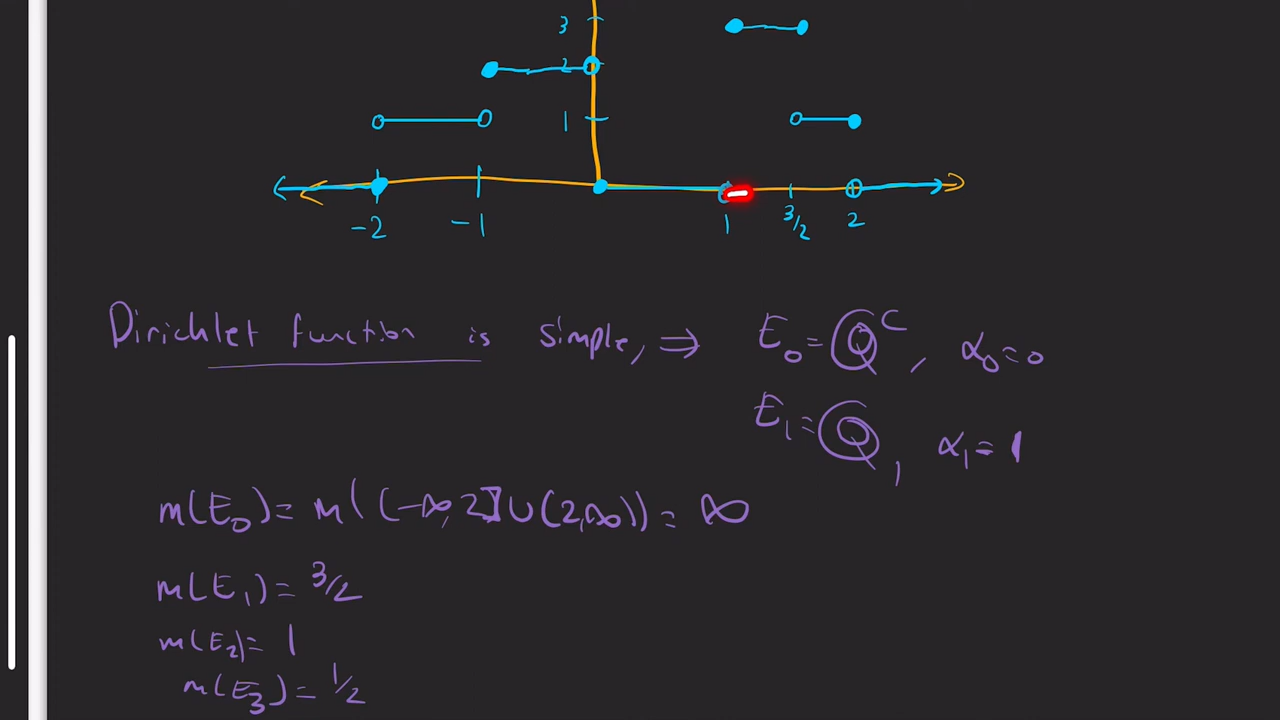 3
2
1
-2 -1 1 3/2 2
Dirichlet function is simple, ⇒ E₀ = ℚᶜ, α₀ = 0
E₁ = ℚ, α₁ = 1
m(E₀) = m((-∞, 2] ∪ (2, ∞)) = ∞
m(E₁) = 3/2
m(E₂) = 1
m(E₃) = 1/2